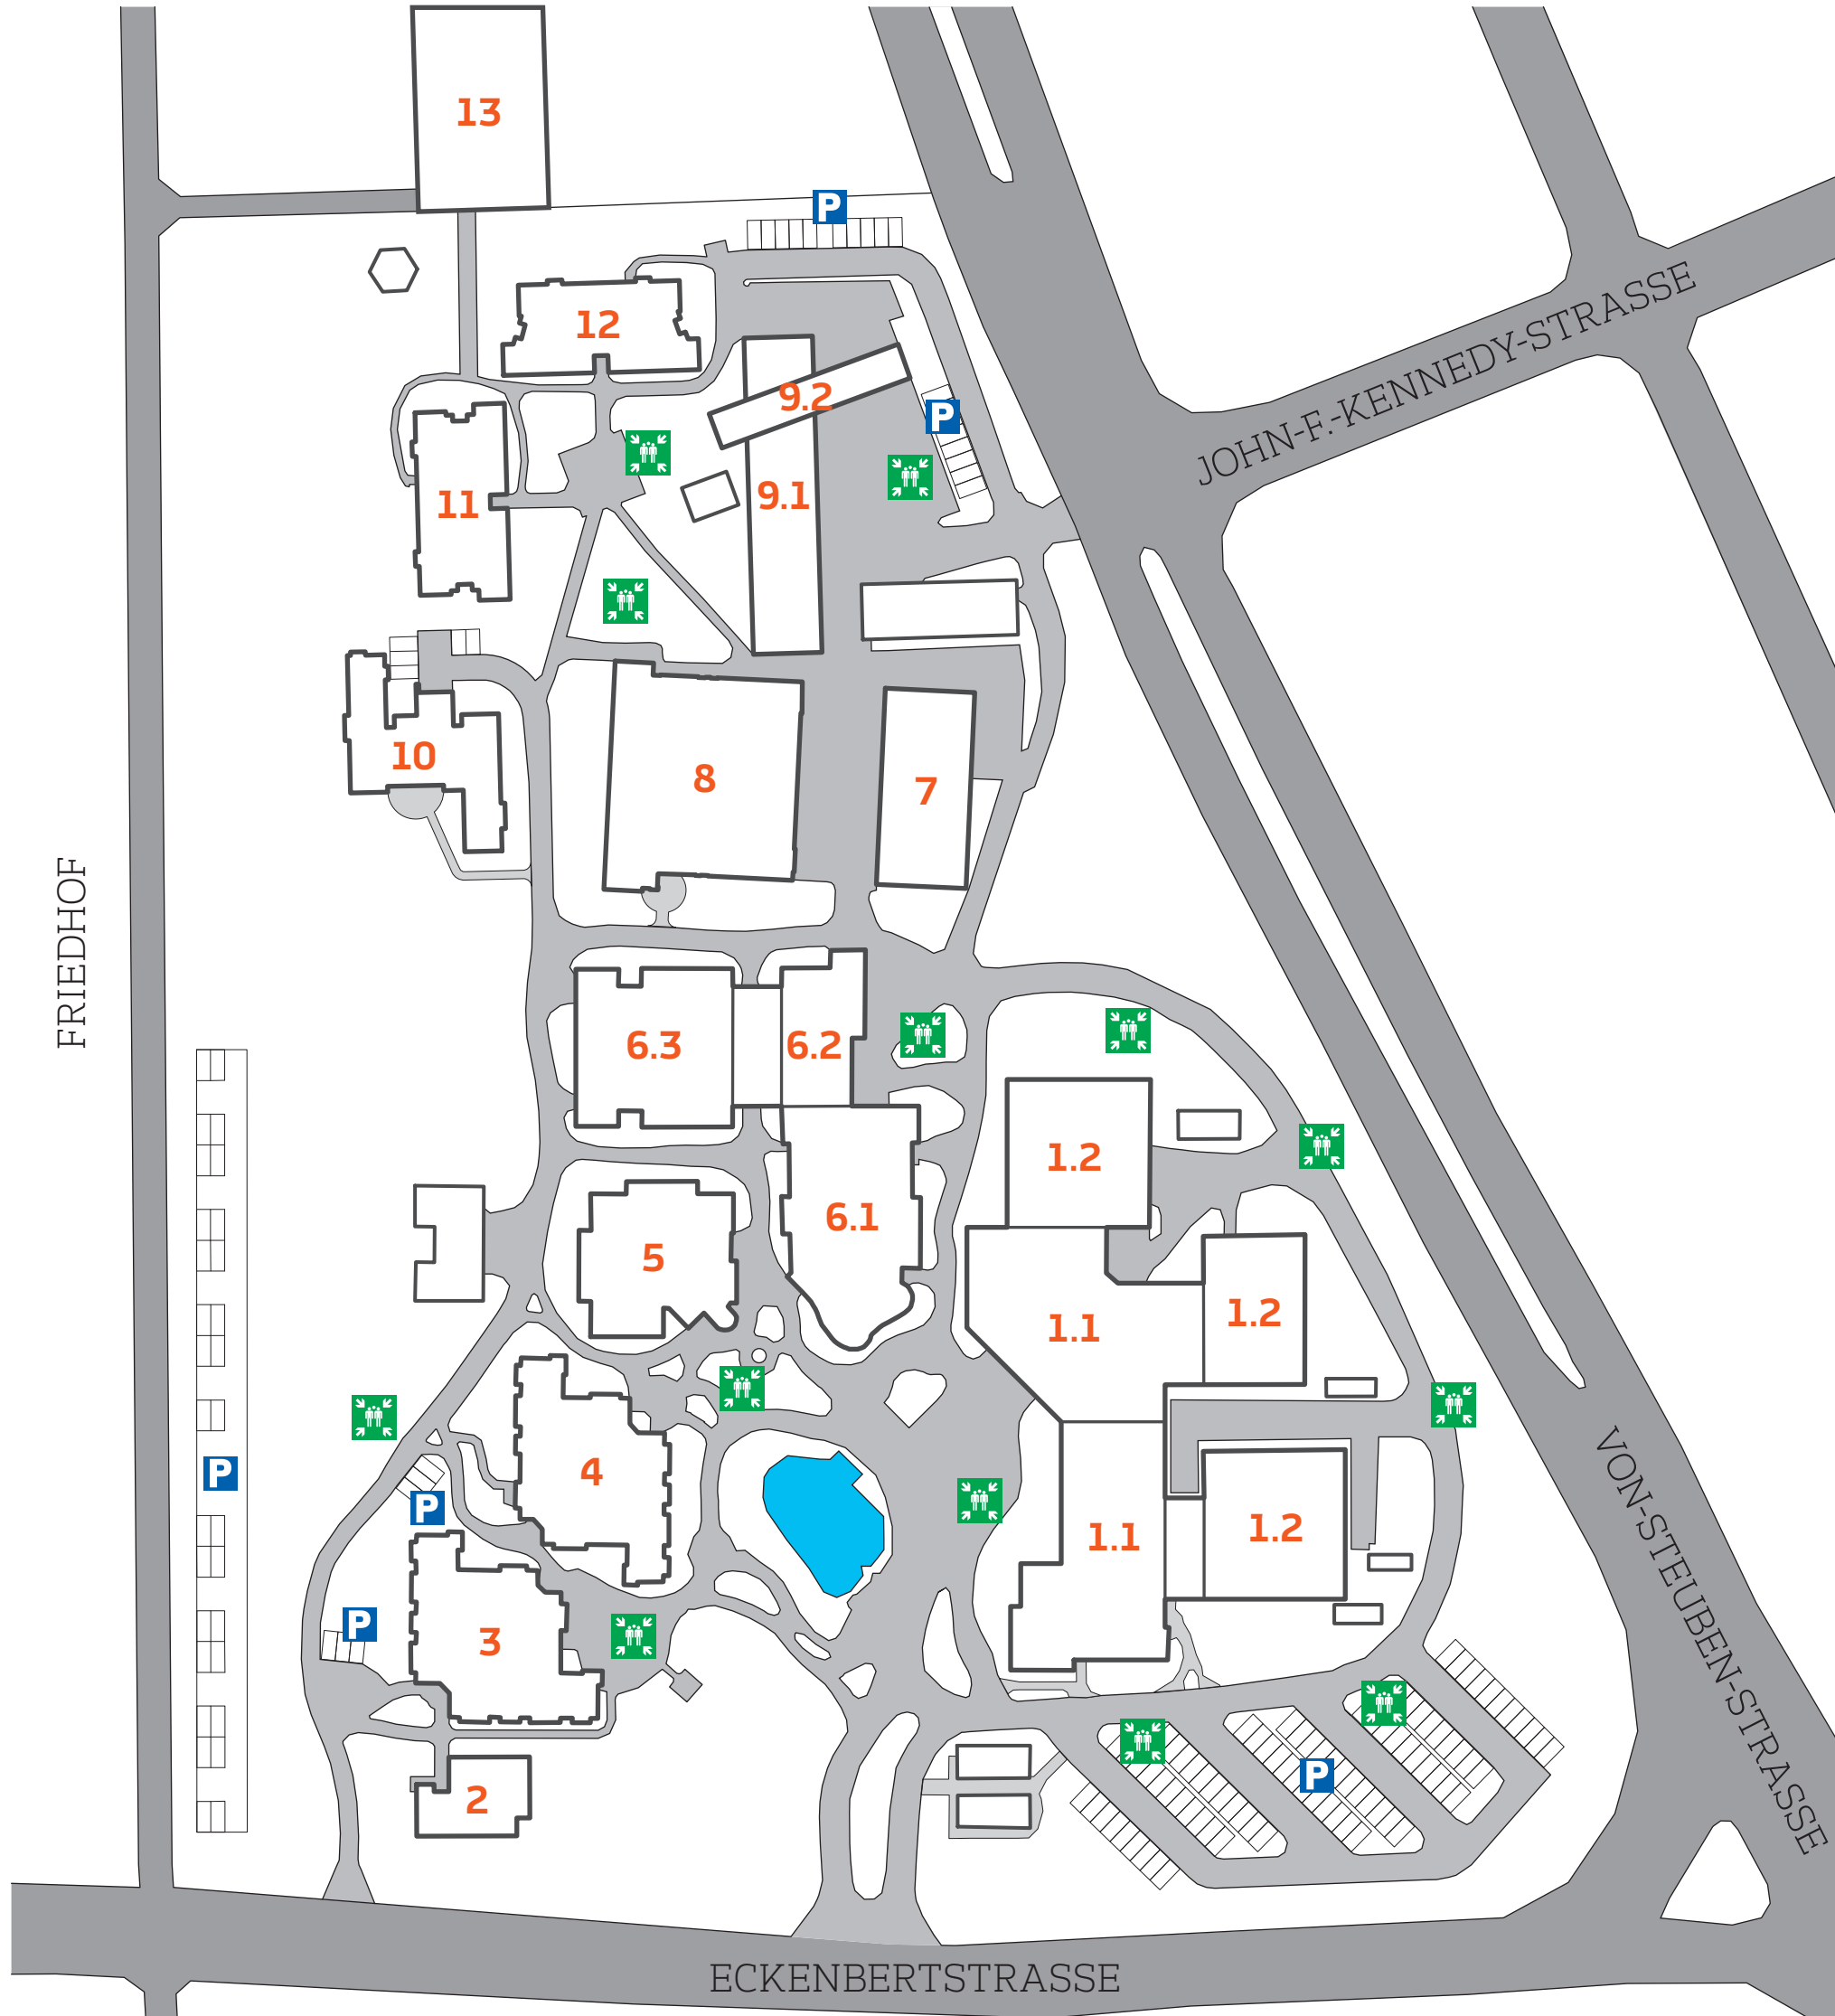 13
P
12
JOHN-F.-KENNEDY-STRASSE
9.2
P
11
9.1
10
8
7
FRIEDHOF
6.3
6.2
1.2
6.1
5
1.2
1.1
4
P
P
1.2
1.1
P
3
VON-STEUBEN-STRASSE
P
2
ECKENBERTSTRASSE